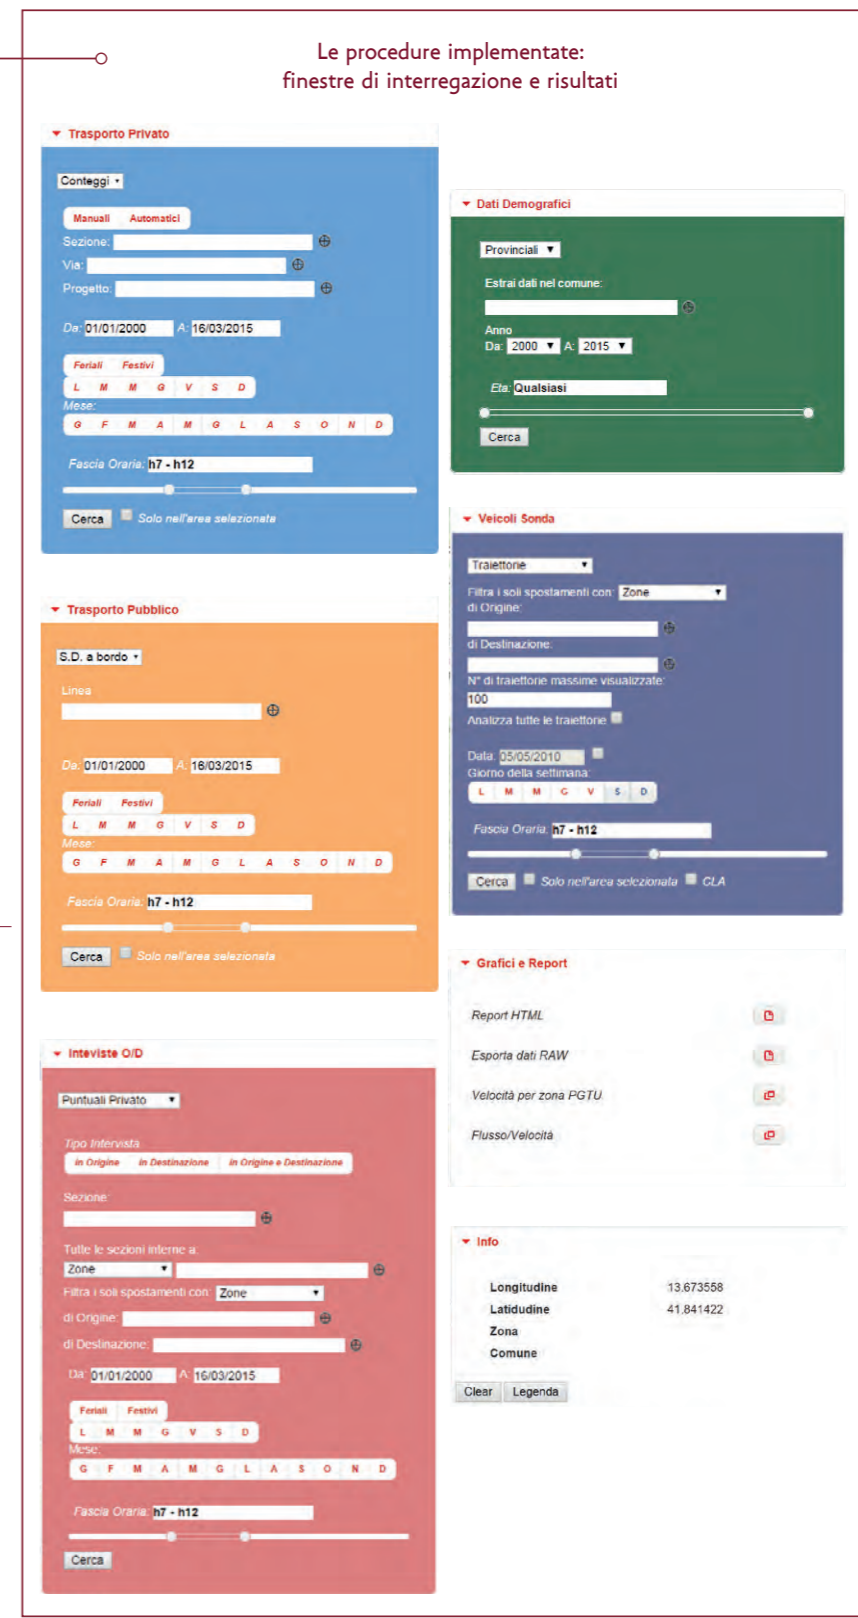 Le procedure implementate:
finestre di interregazione e risultati
Trasporto Privato
Conteggi
Manuali Automatici
Sezione:
Via:
Progetto:
Da: 01/01/2000 A: 16/03/2015
Feriali Festivi
L M M G V S D
Mese:
G F M A M G L A S O N D
Fascia Oraria: h7 - h12
Cerca Solo nell'area selezionata
Trasporto Pubblico
S.D. a bordo
Linea
Da: 01/01/2000 A: 16/03/2015
Feriali Festivi
L M M G V S D
Mese:
G F M A M G L A S O N D
Fascia Oraria: h7 - h12
Cerca Solo nell'area selezionata
Inteviste O/D
Puntuali Privato
Tipo Intervista
in Origine in Destinazione in Origine e Destinazione
Sezione:
Tutte le sezioni interne a:
Zone
Filtra i soli spostamenti con: Zone
di Origine:
di Destinazione:
Da: 01/01/2000 A: 16/03/2015
Feriali Festivi
L M M G V S D
Mese:
G F M A M G L A S O N D
Fascia Oraria: h7 - h12
Cerca
Dati Demografici
Provinciali
Estrai dati nel comune:
Anno
Da: 2000 A: 2015
Eta: Qualsiasi
Cerca
Veicoli Sonda
Traiettorie
Filtra i soli spostamenti con: Zone
di Origine:
di Destinazione:
N° di traiettorie massime visualizzate:
100
Analizza tutte le traiettorie
Data: 05/05/2010
Giorno della settimana:
L M M G V S D
Fascia Oraria: h7 - h12
Cerca Solo nell'area selezionata CLA
Grafici e Report
Report HTML
Esporta dati RAW
Velocità per zona PGTU
Flusso/Velocità
Info
Longitudine 13.673558
Latidudine 41.841422
Zona
Comune
Clear Legenda